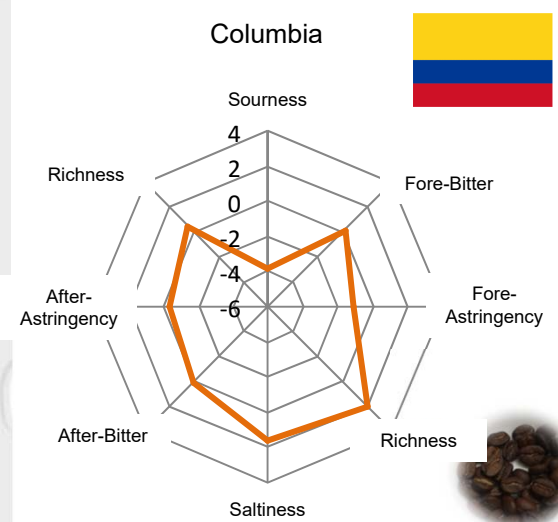 Columbia
Sourness
4
2
0
-2
-4
-6
Richness
Fore-Bitter
After-
Astringency
Fore-
Astringency
After-Bitter
Richness
Saltiness